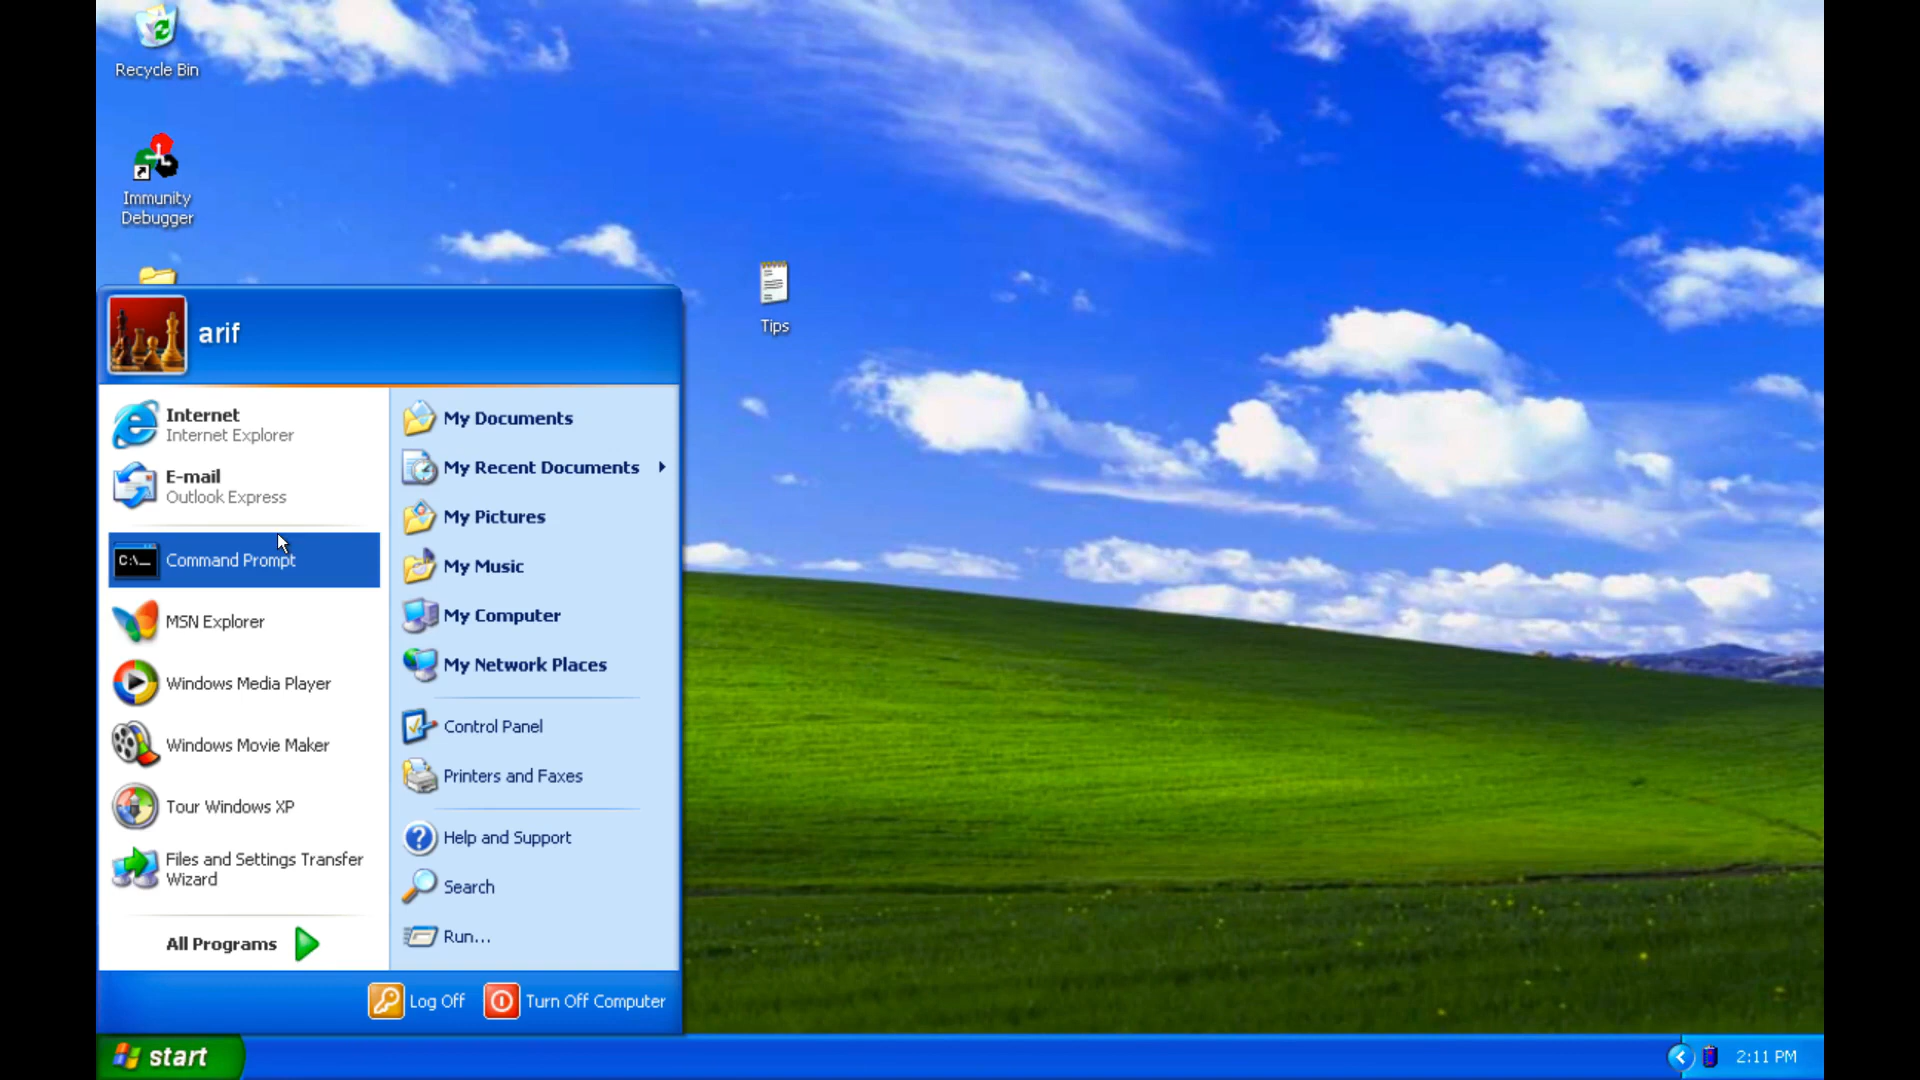 Recycle Bin
Immunity
Debugger
Tips
arif
Internet
Internet Explorer
E-mail
Outlook Express
C:\_
Command Prompt
MSN Explorer
Windows Media Player
Windows Movie Maker
Tour Windows XP
Files and Settings Transfer
Wizard
All Programs
My Documents
My Recent Documents
My Pictures
My Music
My Computer
My Network Places
Control Panel
Printers and Faxes
Help and Support
Search
Run...
Log Off
Turn Off Computer
start
2:11 PM